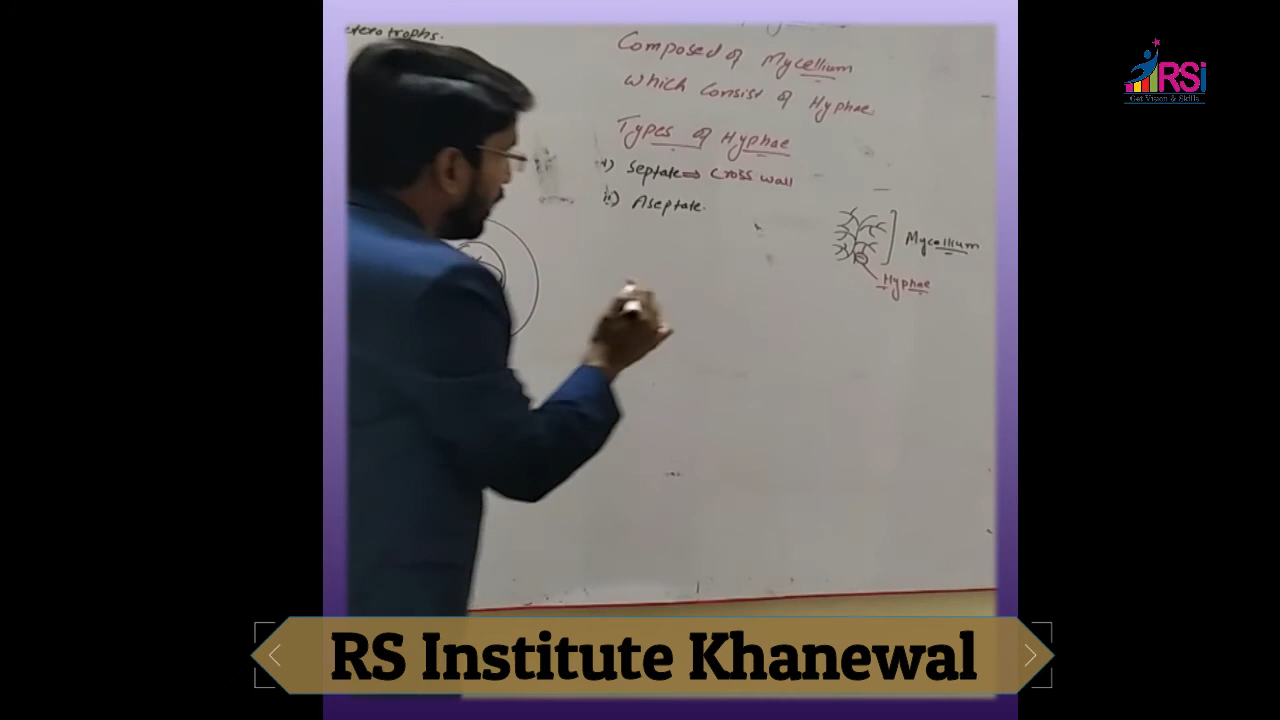 eterotrophs.
Composed of Mycellium
which consist of Hyphae.
Types of Hyphae
i) Septate ⇒ Cross wall
ii) Aseptate.
Mycellium
Hyphae
RSi
Get Vision & Skills
RS Institute Khanewal